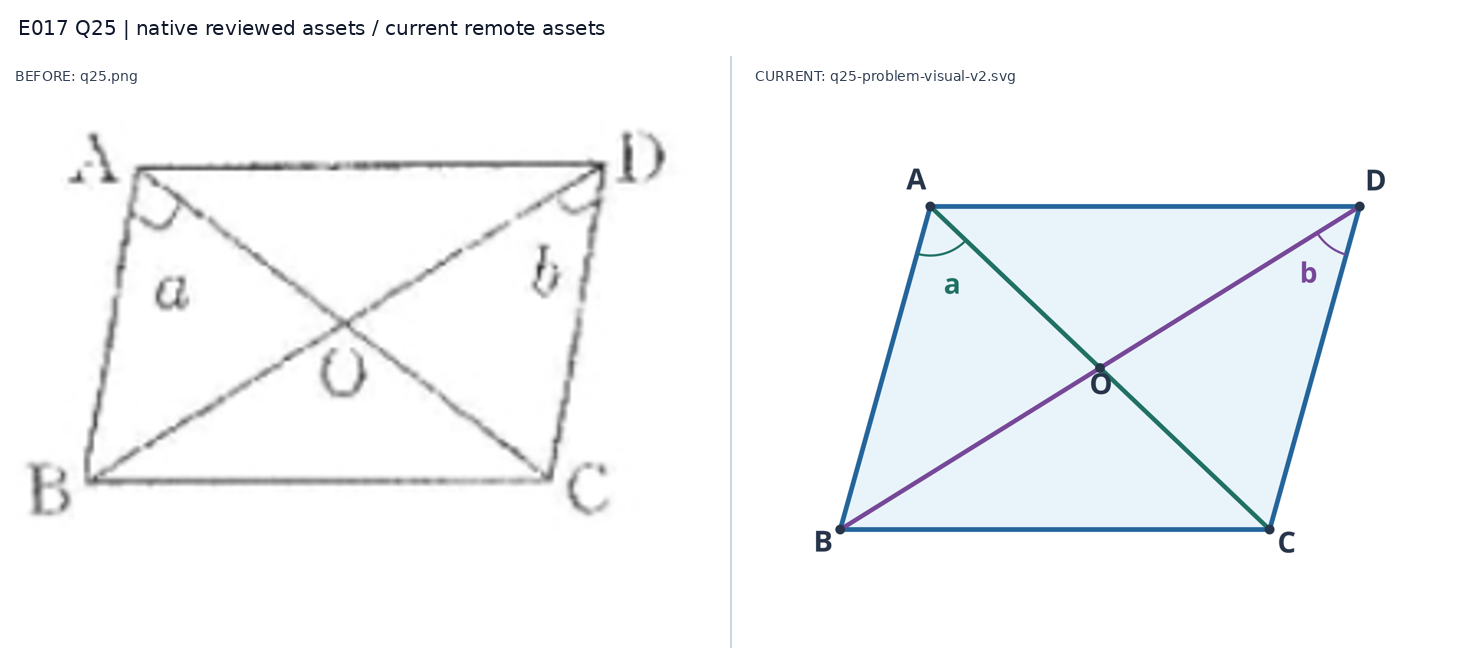 E017 Q25 | native reviewed assets / current remote assets
BEFORE: q25.png
CURRENT: q25-problem-visual-v2.svg
A
D
a
b
O
B
C
A
D
a
b
O
B
C